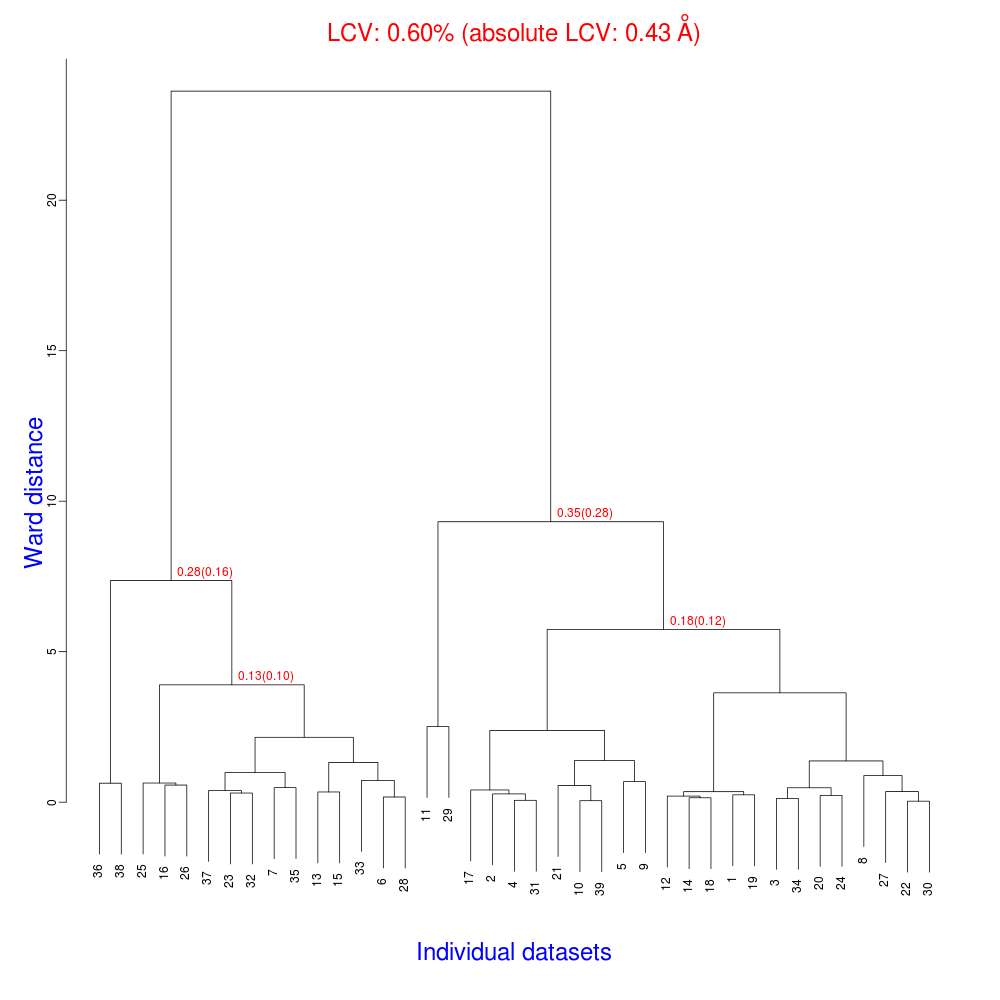 LCV: 0.60% (absolute LCV: 0.43 Å)
Ward distance
20
15
10
5
0
0.35(0.28)
0.28(0.16)
0.18(0.12)
0.13(0.10)
36 38 25 16 26 37 23 32 7 35 13 15 33 6 28 11 29 17 2 4 31 21 10 39 5 9 12 14 18 1 19 3 34 20 24 8 27 22 30
Individual datasets